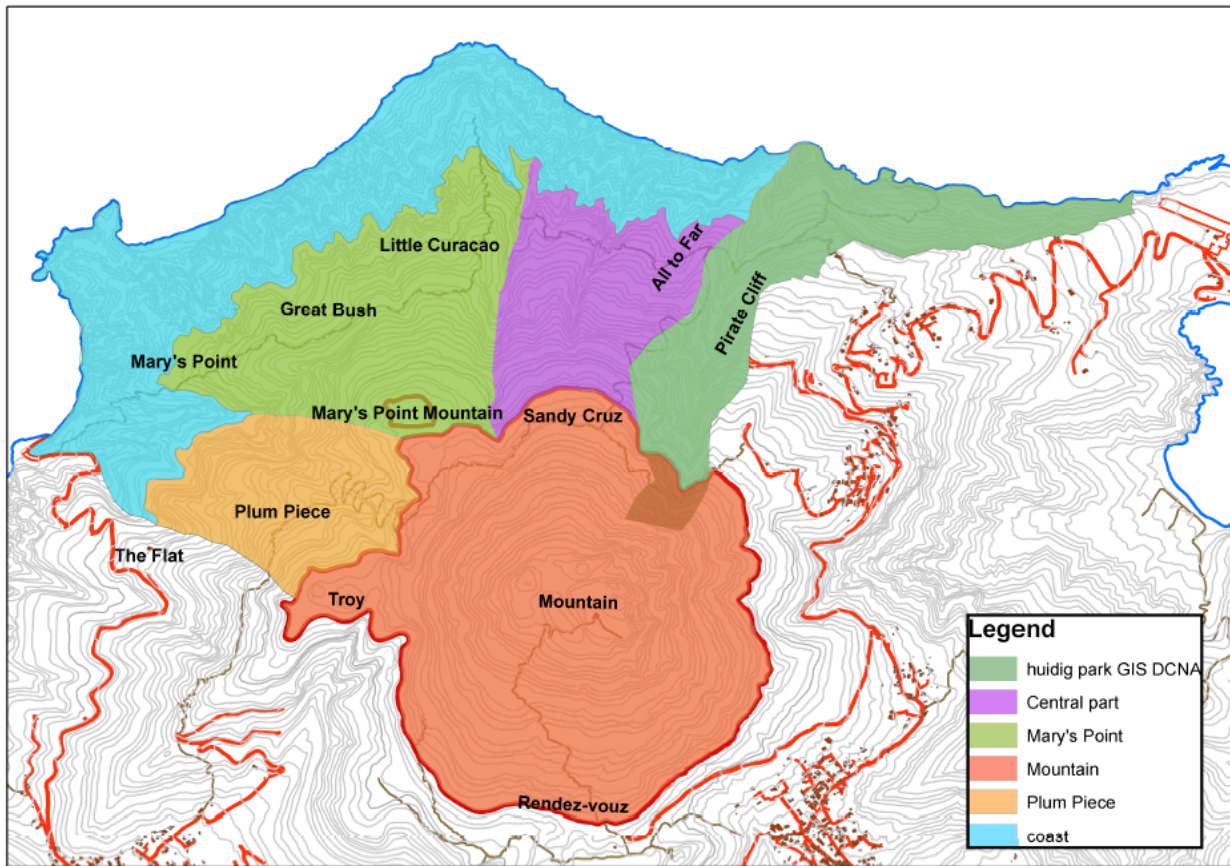 Little Curacao
All to Far
Great Bush
Pirate Cliff
Mary's Point
Mary's Point Mountain
Sandy Cruz
Plum Piece
The Flat
Troy
Mountain
Rendez-vouz
Legend
huidig park GIS DCNA
Central part
Mary's Point
Mountain
Plum Piece
coast